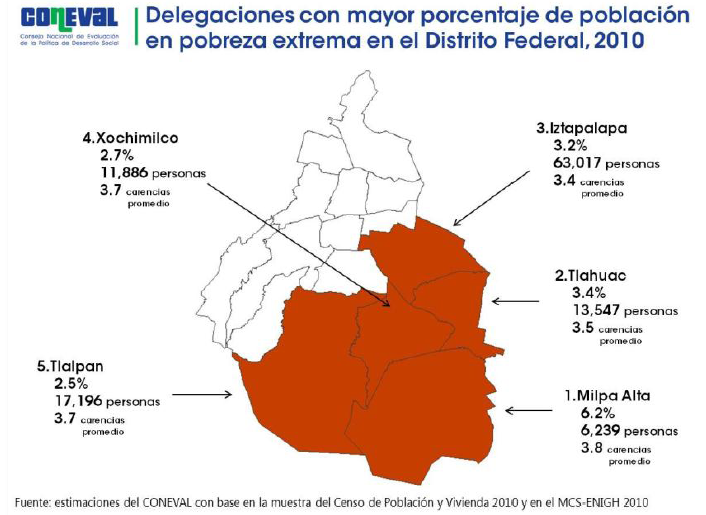 CONEVAL
Consejo Nacional de Evaluación
de la Política de Desarrollo Social
Delegaciones con mayor porcentaje de población
en pobreza extrema en el Distrito Federal, 2010
4.Xochimilco
2.7%
11,886 personas
3.7 carencias
promedio
3.Iztapalapa
3.2%
63,017 personas
3.4 carencias
promedio
2.Tlahuac
3.4%
13,547 personas
3.5 carencias
promedio
5.Tlalpan
2.5%
17,196 personas
3.7 carencias
promedio
1.Milpa Alta
6.2%
6,239 personas
3.8 carencias
promedio
Fuente: estimaciones del CONEVAL con base en la muestra del Censo de Población y Vivienda 2010 y en el MCS-ENIGH 2010